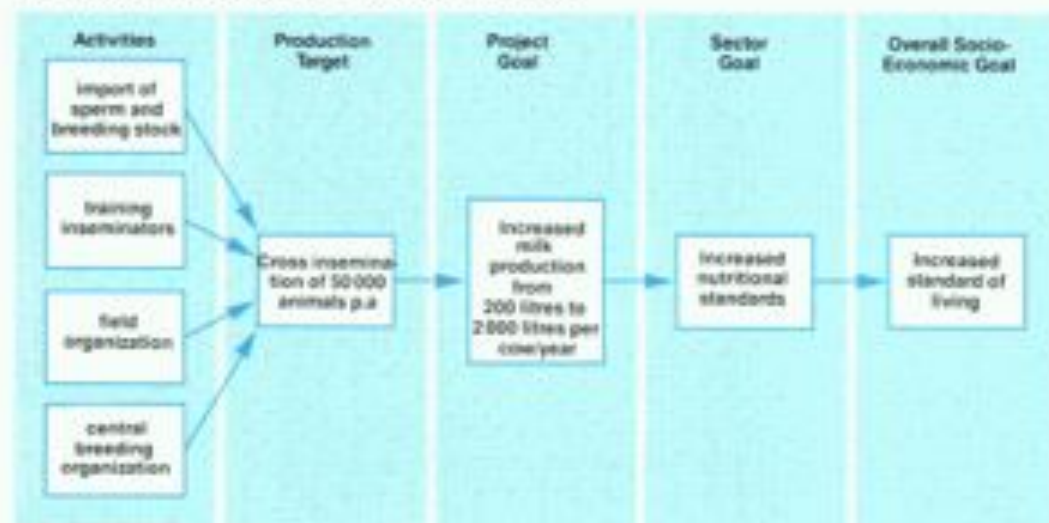 Activities
import of
sperm and
breeding stock
training
inseminators
field
organization
central
breeding
organization
Production
Target
Cross insemina-
tion of 50 000
animals p.a
Project
Goal
Increased
milk
production
from
200 litres to
2 000 litres per
cow/year
Sector
Goal
Increased
nutritional
standards
Overall Socio-
Economic Goal
Increased
standard of
living